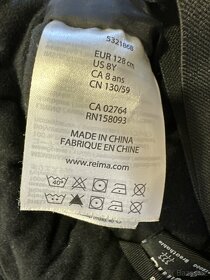 5321868
EUR 128 cm
US 8Y
CA 8 ans
CN 130/59
CA 02764
RN158093
MADE IN CHINA
FABRIQUE EN CHINE
www.reima.com
40°